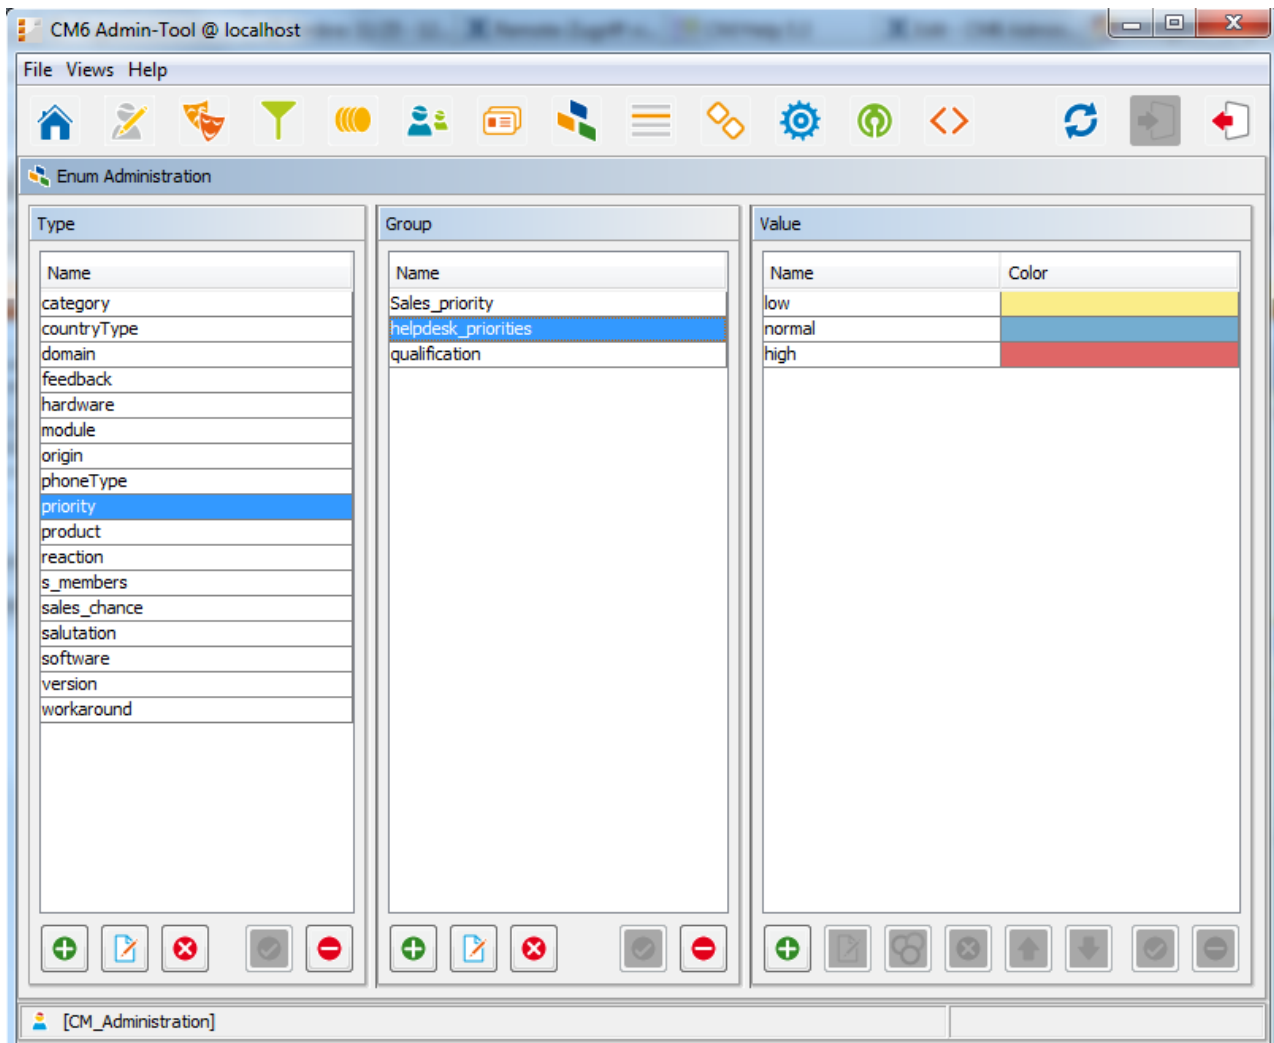 CM6 Admin-Tool @ localhost
File Views Help
Enum Administration
Type
Name
category
countryType
domain
feedback
hardware
module
origin
phoneType
priority
product
reaction
s_members
sales_chance
salutation
software
version
workaround
Group
Name
Sales_priority
helpdesk_priorities
qualification
Value
Name Color
low
normal
high
[CM_Administration]